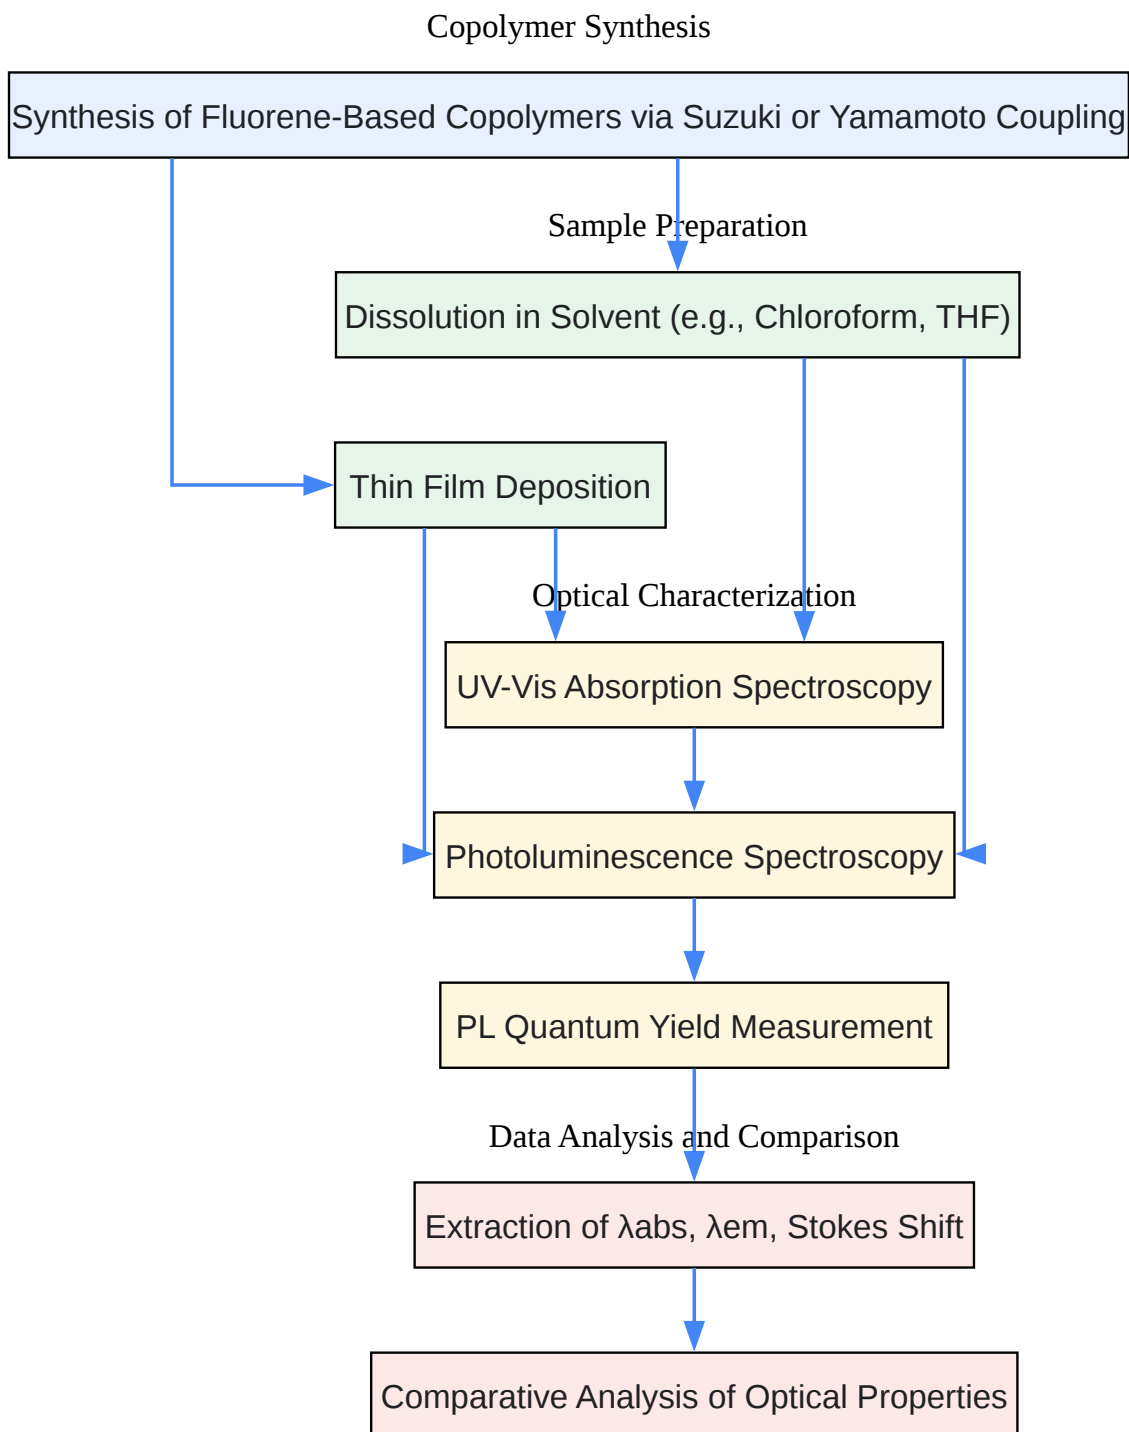 Copolymer Synthesis
Synthesis of Fluorene-Based Copolymers via Suzuki or Yamamoto Coupling
Sample Preparation
Dissolution in Solvent (e.g., Chloroform, THF)
Thin Film Deposition
Optical Characterization
UV-Vis Absorption Spectroscopy
Photoluminescence Spectroscopy
PL Quantum Yield Measurement
Data Analysis and Comparison
Extraction of λabs, λem, Stokes Shift
Comparative Analysis of Optical Properties